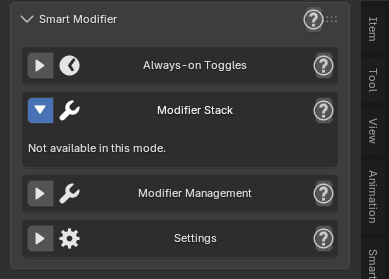 Smart Modifier
Always-on Toggles
Modifier Stack
Not available in this mode.
Modifier Management
Settings
Item
Tool
View
Animation
Smart